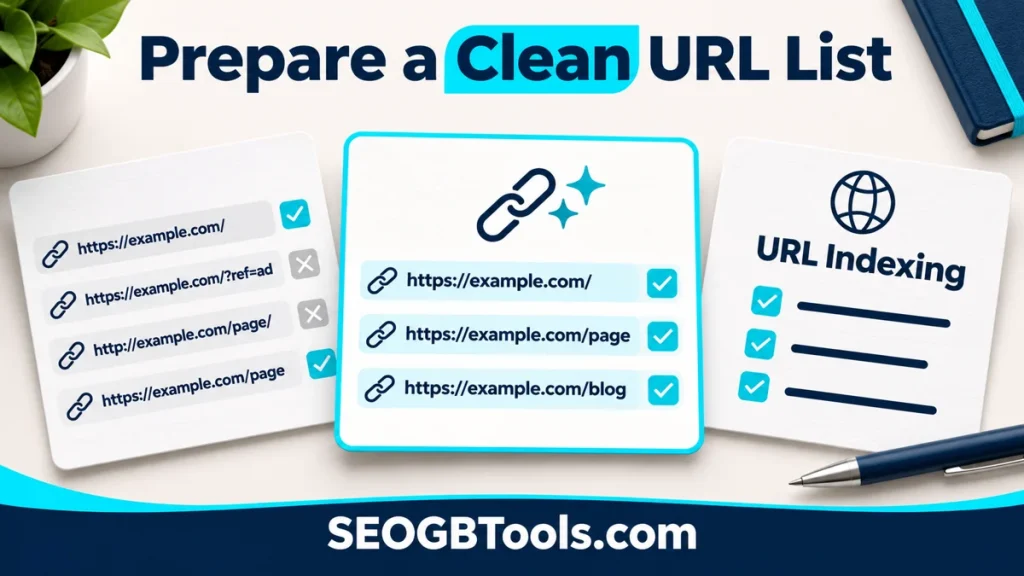 Prepare a Clean URL List
https://example.com/
https://example.com/?ref=ad
http://example.com/page/
https://example.com/page
https://example.com/
https://example.com/page
https://example.com/blog
URL Indexing
SEOGBTools.com